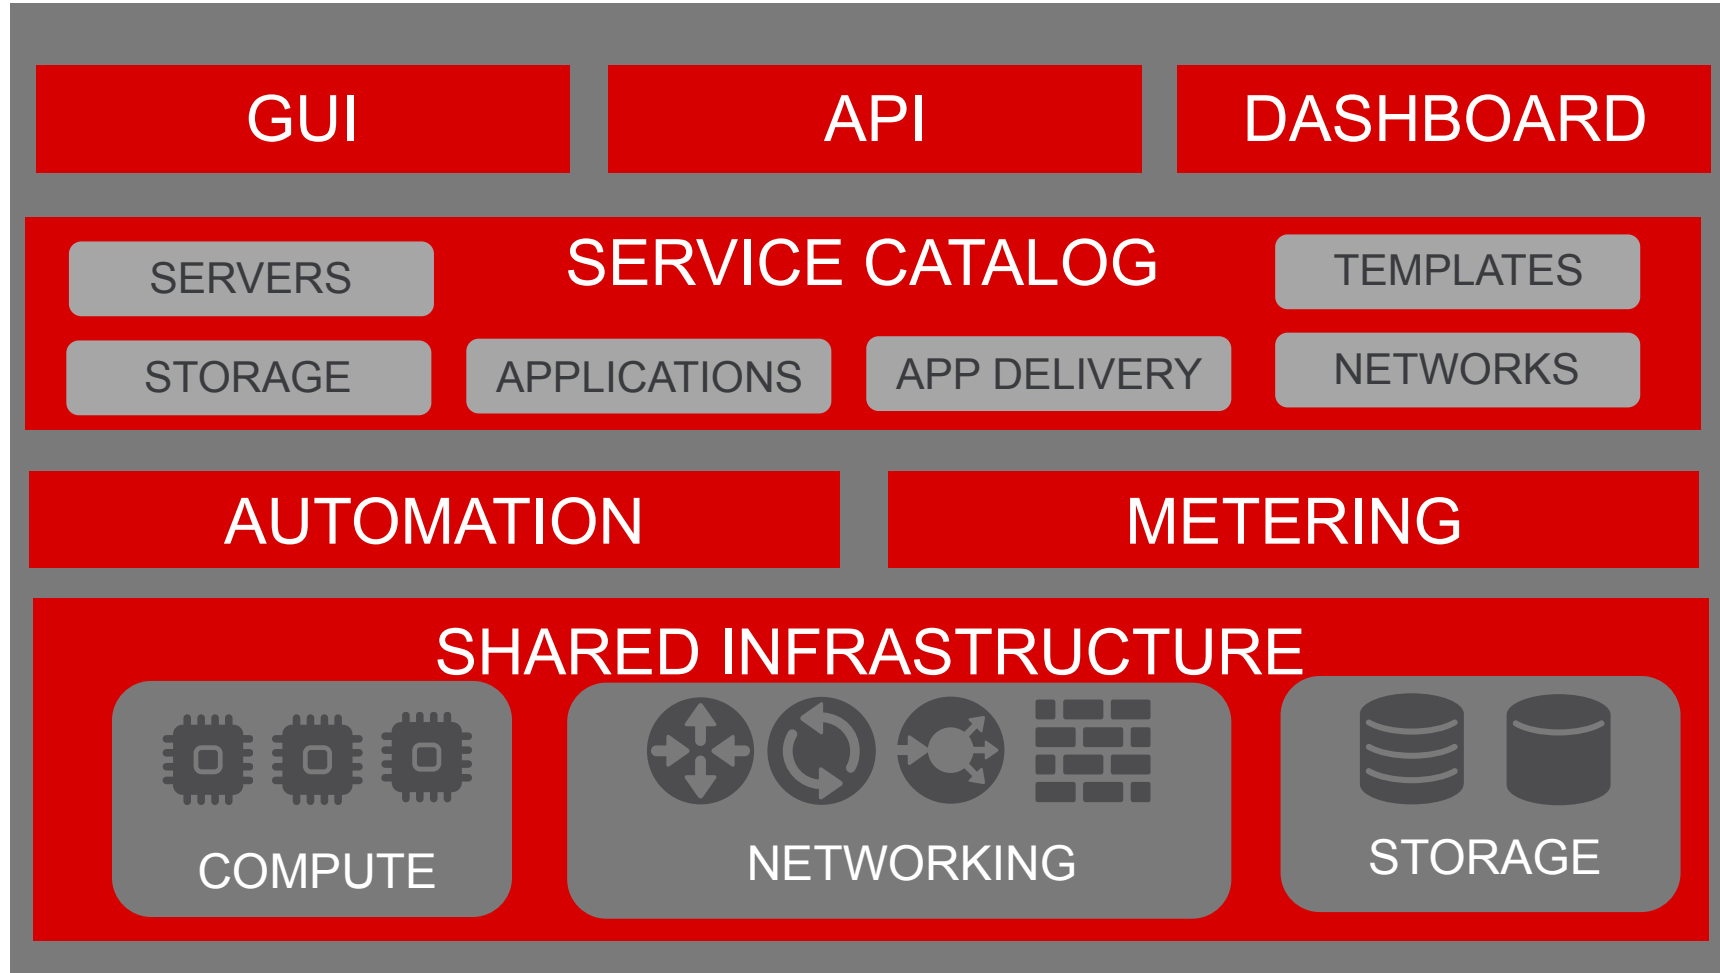 GUI
API
DASHBOARD
SERVICE CATALOG
SERVERS
TEMPLATES
STORAGE
APPLICATIONS
APP DELIVERY
NETWORKS
AUTOMATION
METERING
SHARED INFRASTRUCTURE
COMPUTE
NETWORKING
STORAGE